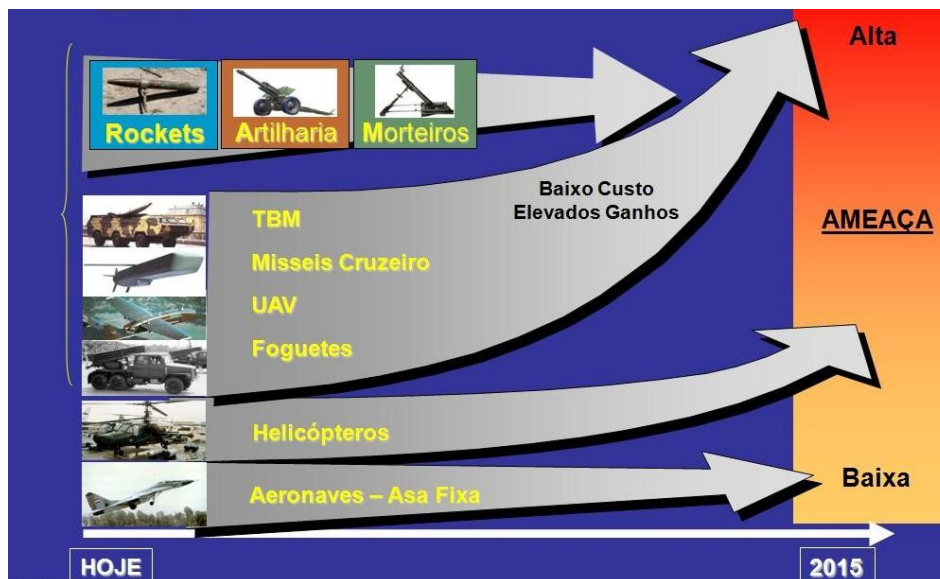 Alta
Rockets
Artilharia
Morteiros
Baixo Custo
Elevados Ganhos
TBM
AMEAÇA
Misseis Cruzeiro
UAV
Foguetes
Helicópteros
Baixa
Aeronaves – Asa Fixa
HOJE
2015